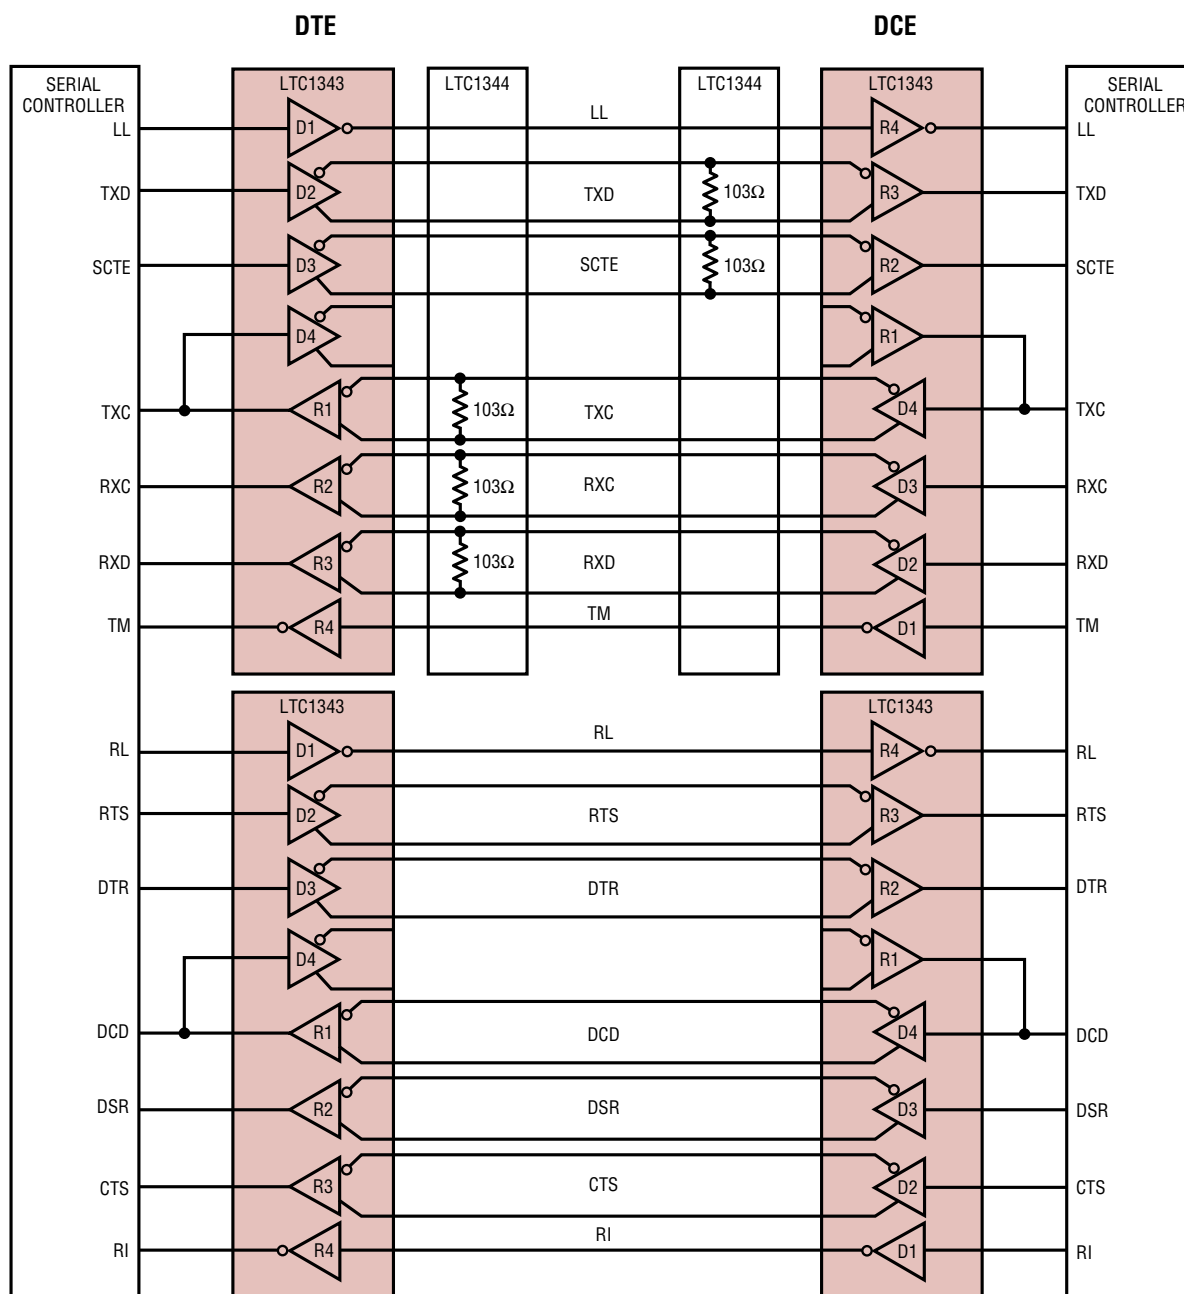 DTE DCE
SERIAL CONTROLLER LTC1343 LTC1344 LTC1344 LTC1343 SERIAL CONTROLLER
LL D1 LL R4 LL
TXD D2 TXD 103Ω R3 TXD
SCTE D3 SCTE 103Ω R2 SCTE
D4 R1
TXC R1 103Ω TXC D4 TXC
RXC R2 103Ω RXC D3 RXC
RXD R3 103Ω RXD D2 RXD
TM R4 TM D1 TM
LTC1343 LTC1343
RL D1 RL R4 RL
RTS D2 RTS R3 RTS
DTR D3 DTR R2 DTR
D4 R1
DCD R1 DCD D4 DCD
DSR R2 DSR D3 DSR
CTS R3 CTS D2 CTS
RI R4 RI D1 RI